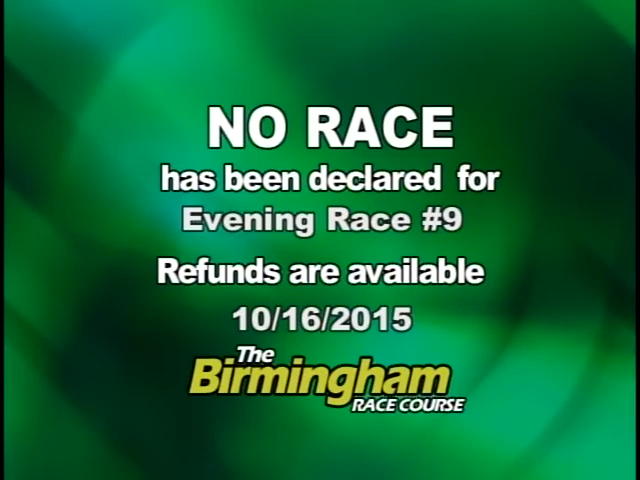 NO RACE
has been declared for
Evening Race #9
Refunds are available
10/16/2015
The
Birmingham
RACE COURSE